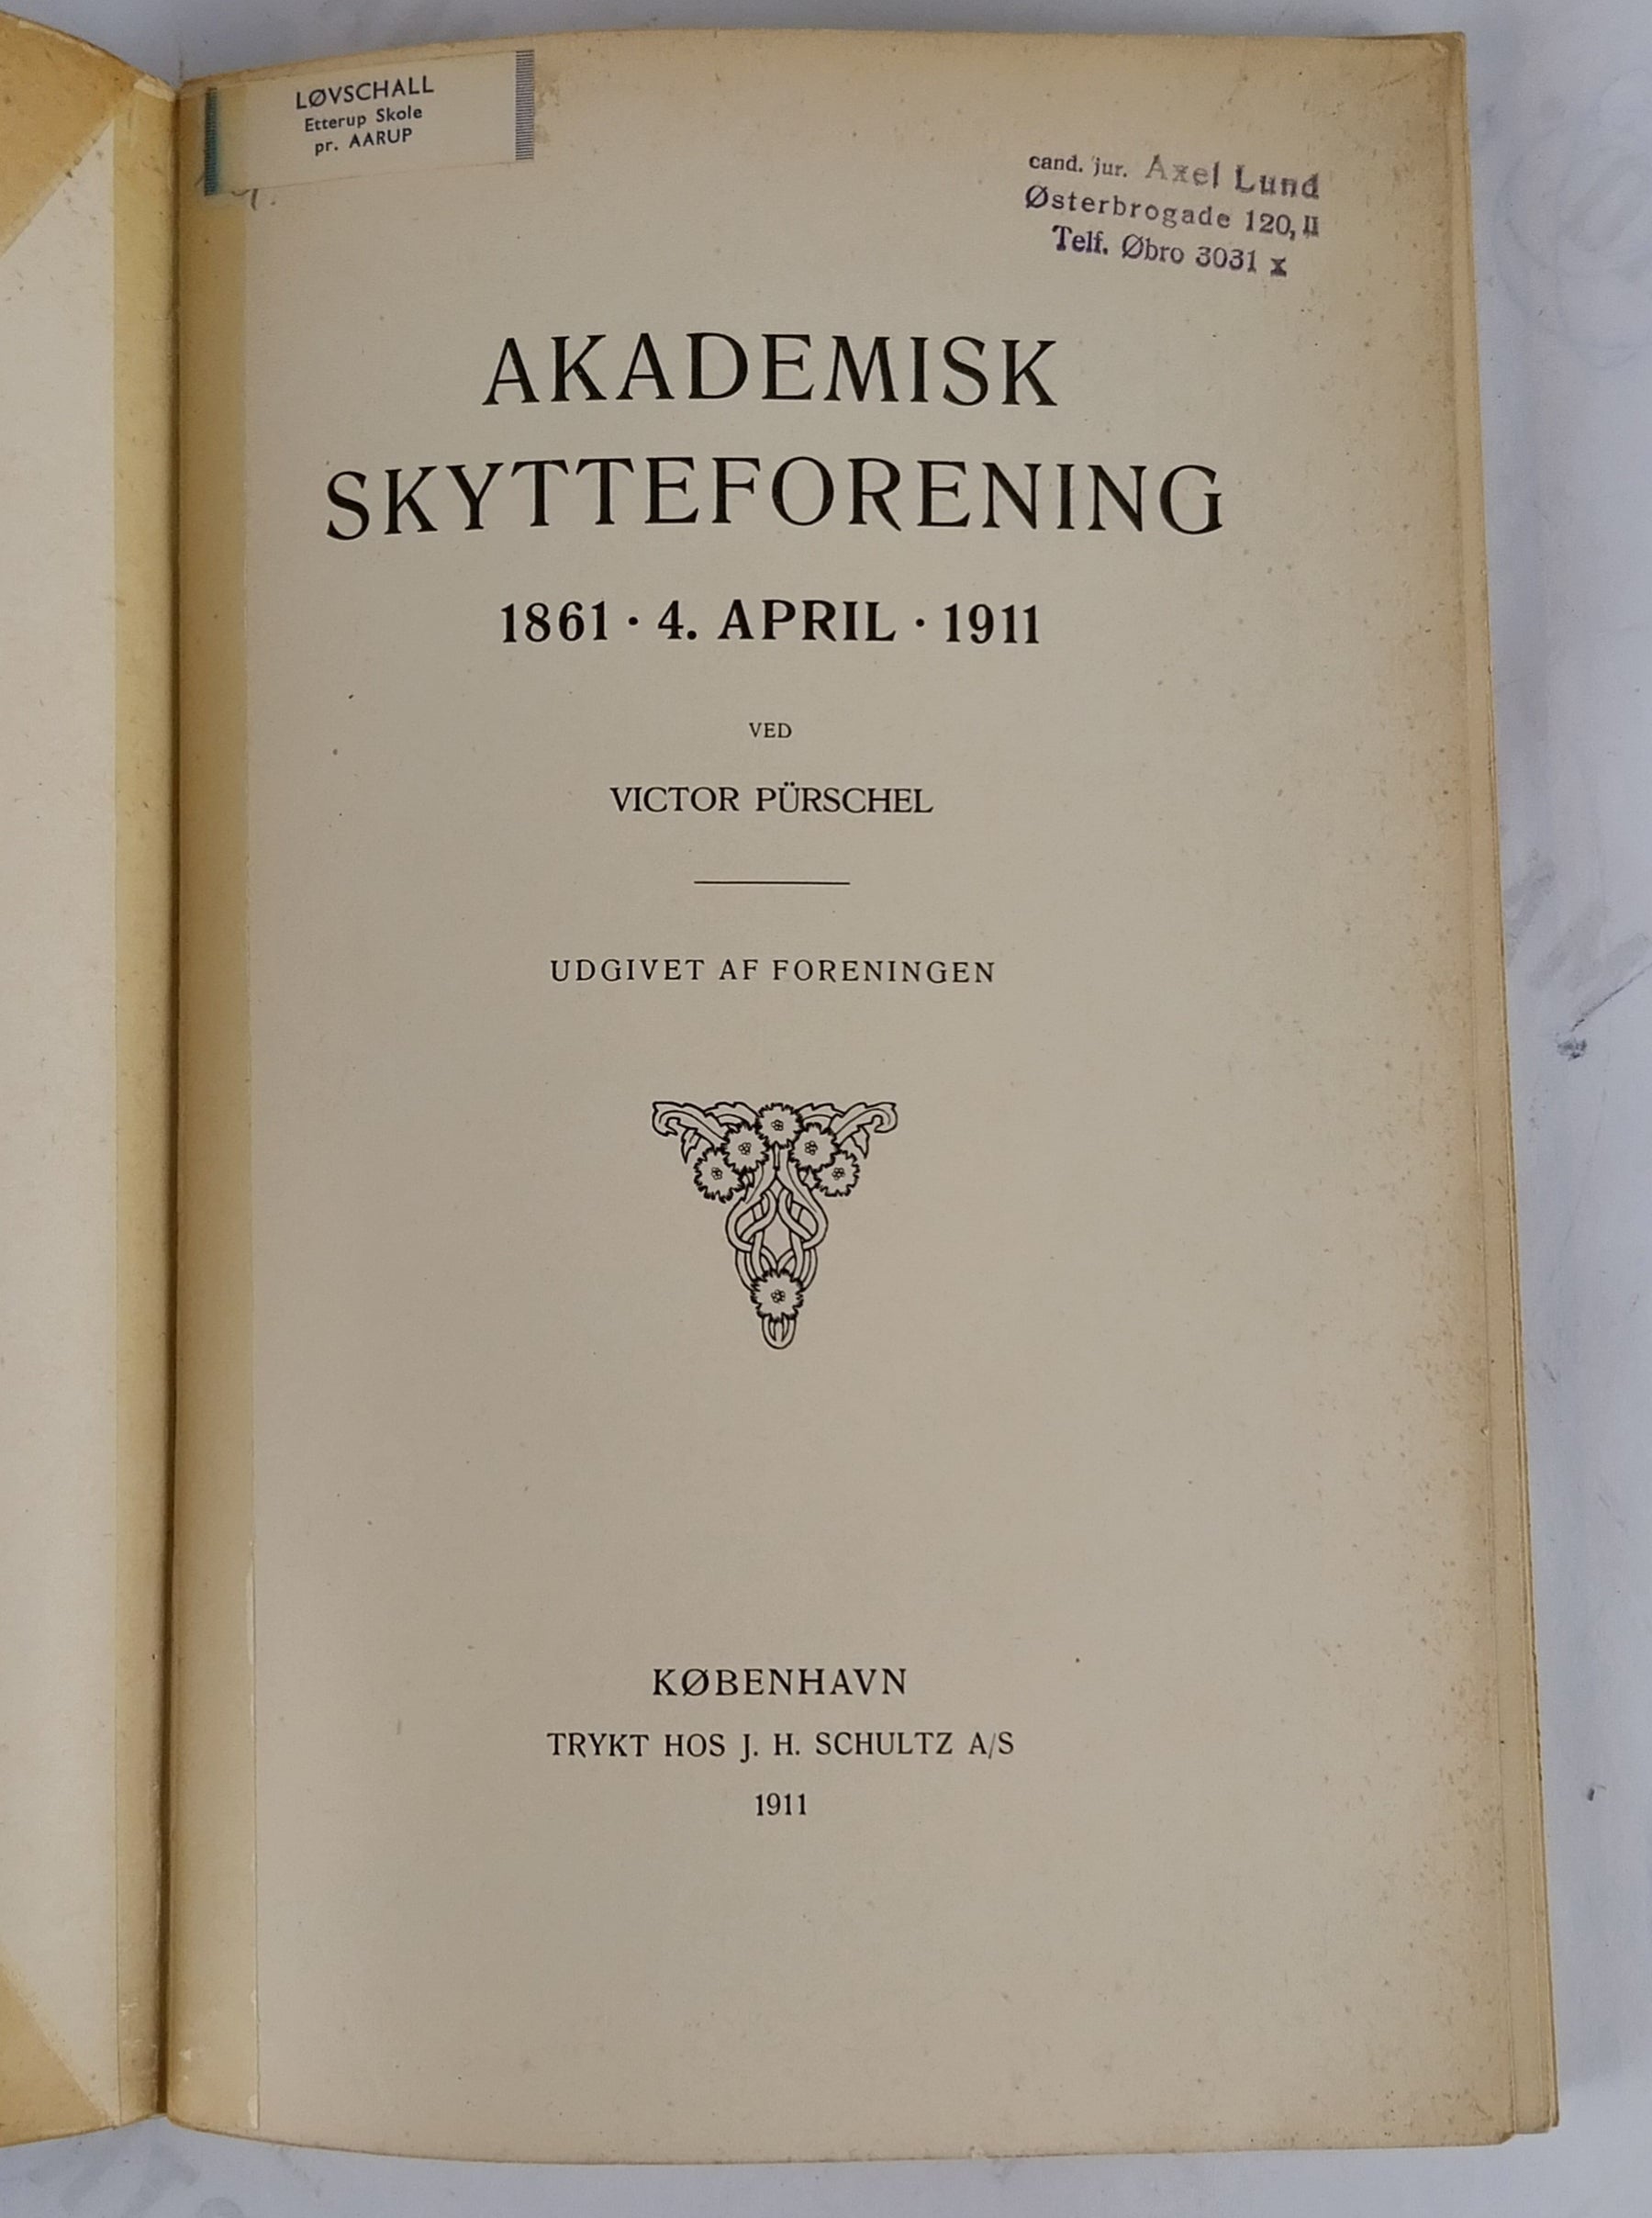 LØVSCHALL
Etterup Skole
pr. AARUP
cand. jur. Axel Lund
Østerbrogade 120, II
Telf. Øbro 3031 x
AKADEMISK
SKYTTEFORENING
1861 · 4. APRIL · 1911
VED
VICTOR PÜRSCHEL
UDGIVET AF FORENINGEN
KØBENHAVN
TRYKT HOS J. H. SCHULTZ A/S
1911